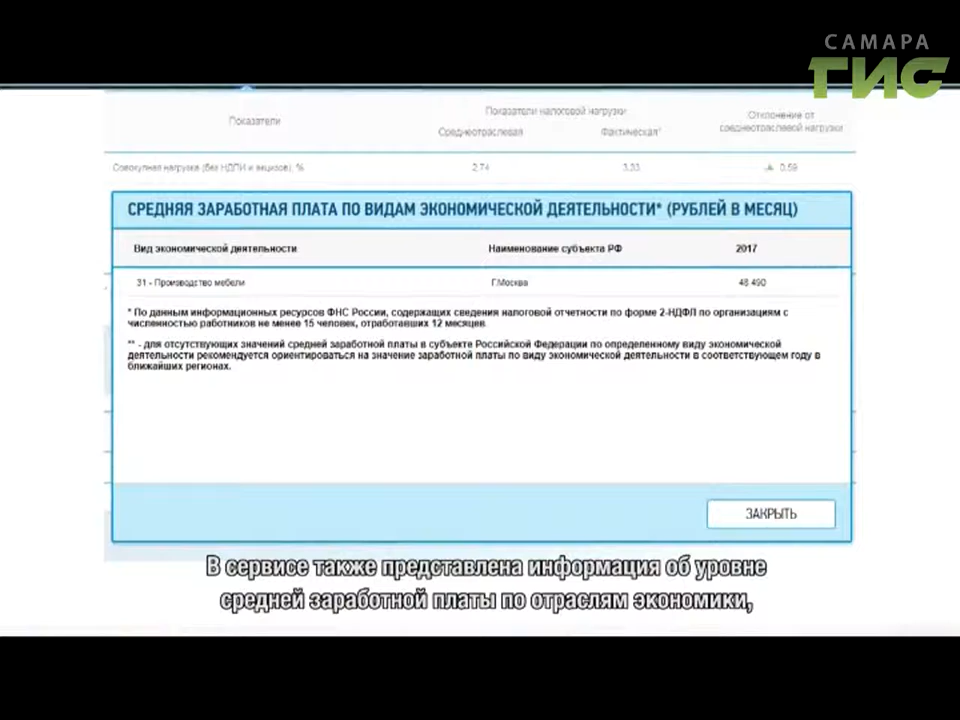 САМАРА
ГИС
Показатели
Показатели налоговой нагрузки
Среднеотраслевая
Фактическая*
Отклонение от
среднеотраслевой нагрузки
Совокупная нагрузка (без НДПИ и акцизов), %
2.74
3.33
0.59
СРЕДНЯЯ ЗАРАБОТНАЯ ПЛАТА ПО ВИДАМ ЭКОНОМИЧЕСКОЙ ДЕЯТЕЛЬНОСТИ* (РУБЛЕЙ В МЕСЯЦ)
Вид экономической деятельности
Наименование субъекта РФ
2017
31 - Производство мебели
Г.Москва
48 490
* По данным информационных ресурсов ФНС России, содержащих сведения налоговой отчетности по форме 2-НДФЛ по организациям с
численностью работников не менее 15 человек, отработавших 12 месяцев.
** - для отсутствующих значений средней заработной платы в субъекте Российской Федерации по определенному виду экономической
деятельности рекомендуется ориентироваться на значение заработной платы по виду экономической деятельности в соответствующем году в
ближайших регионах.
ЗАКРЫТЬ
В сервисе также представлена информация об уровне
средней заработной платы по отраслям экономики,